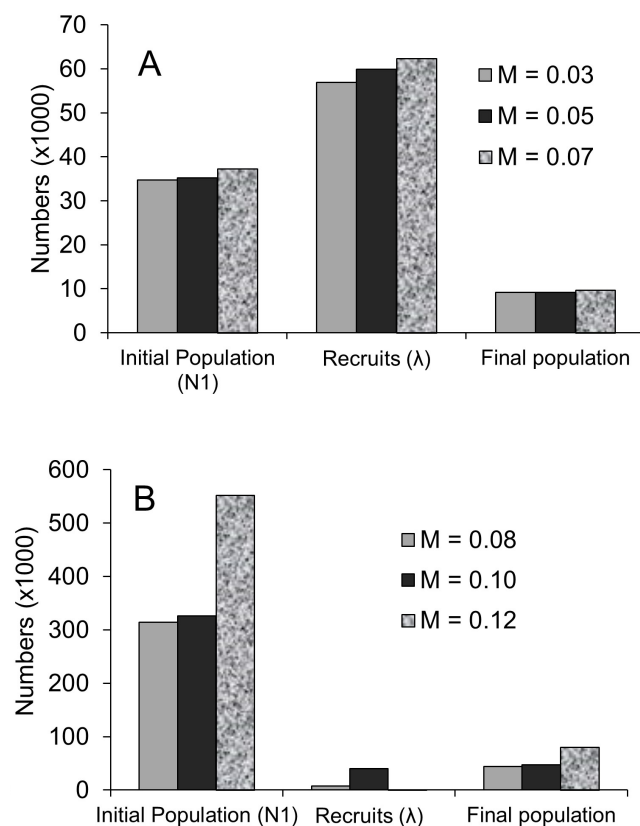 70
60
50
40
30
20
10
0
Numbers (x1000)
A
M = 0.03
M = 0.05
M = 0.07
Initial Population
(N1)
Recruits (λ)
Final population
600
500
400
300
200
100
0
Numbers (x1000)
B
M = 0.08
M = 0.10
M = 0.12
Initial Population (N1)
Recruits (λ)
Final population